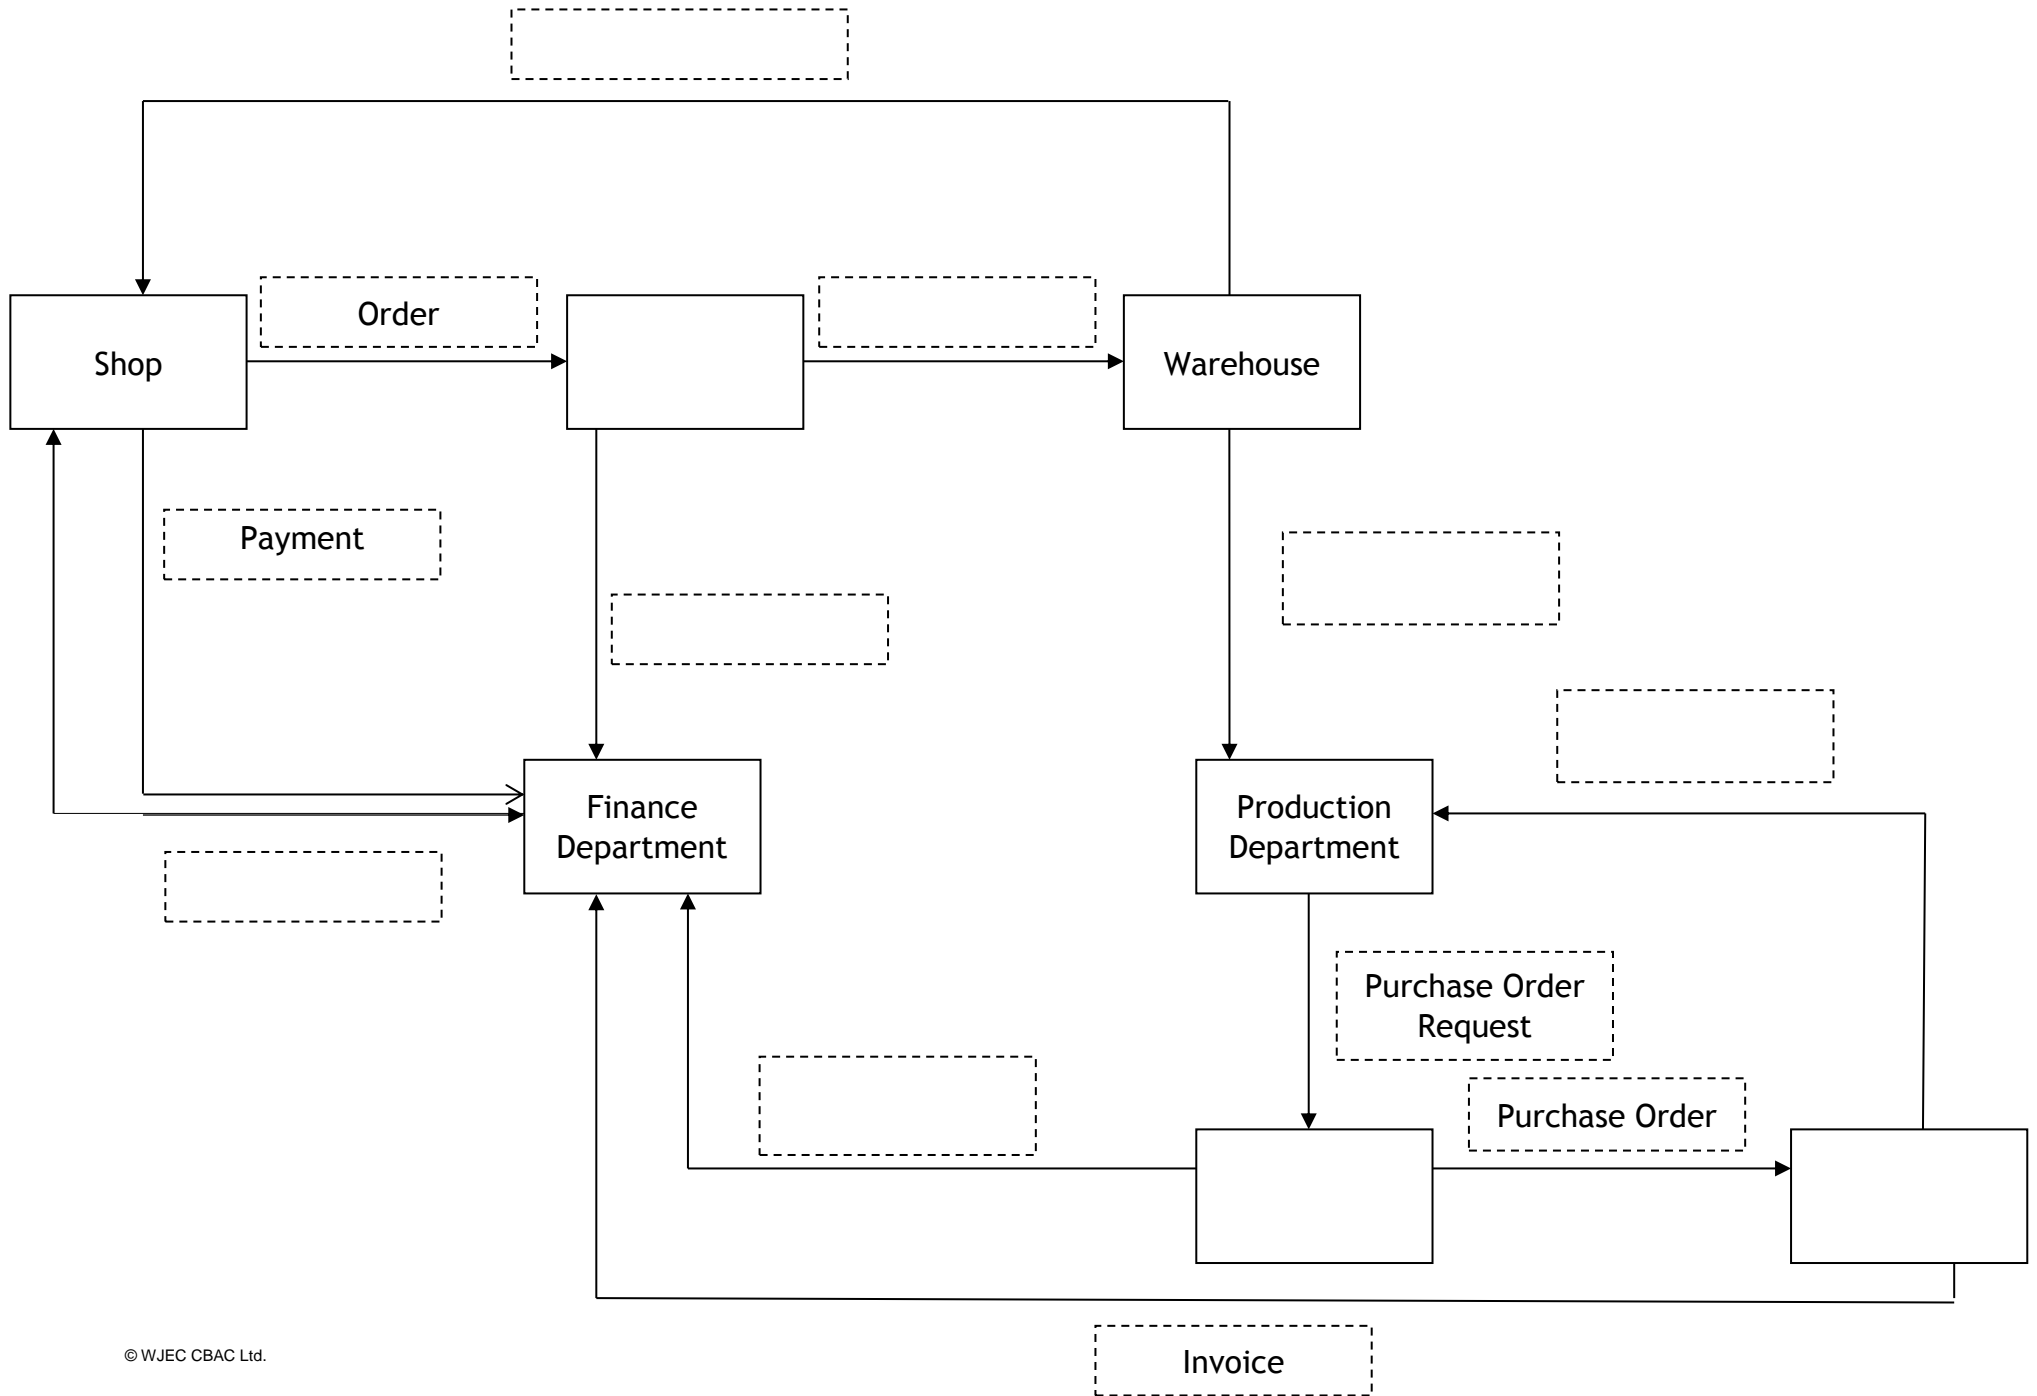 Order
Shop
Warehouse
Payment
Finance
Department
Production
Department
Purchase Order
Request
Purchase Order
© WJEC CBAC Ltd.
Invoice